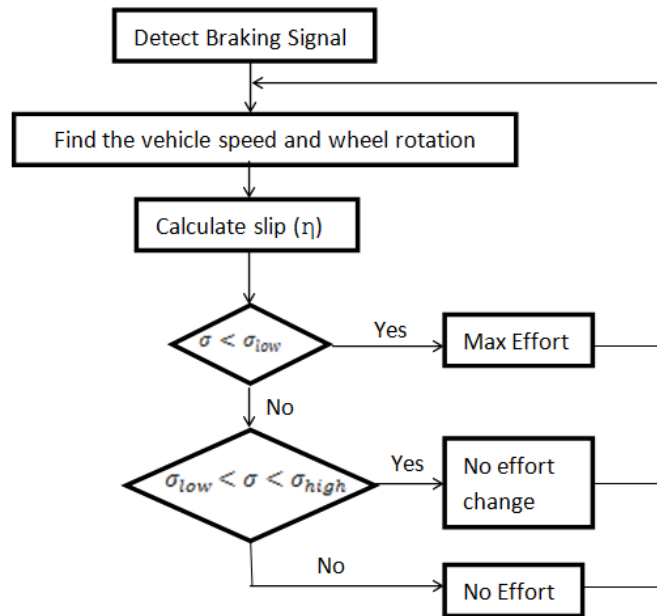 Detect Braking Signal
Find the vehicle speed and wheel rotation
Calculate slip (η)
σ < σ_low
Yes
Max Effort
No
σ_low < σ < σ_high
Yes
No effort
change
No
No Effort